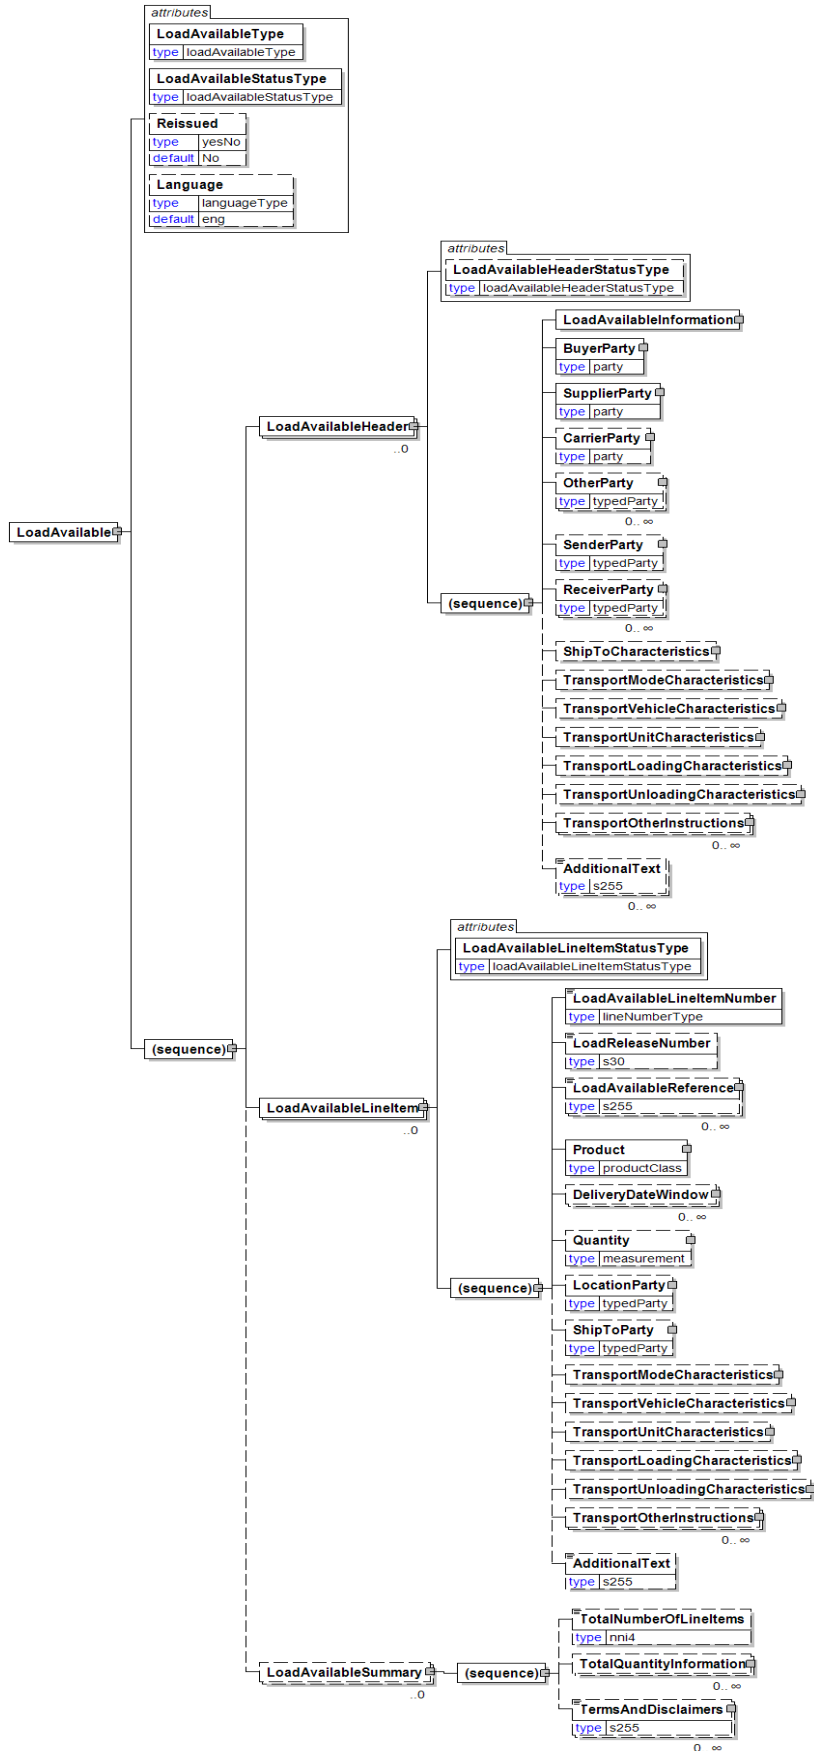 attributes
LoadAvailableType
type loadAvailableType
LoadAvailableStatusType
type loadAvailableStatusType
Reissued
type yesNo
default No
Language
type languageType
default eng
attributes
LoadAvailableHeaderStatusType
type loadAvailableHeaderStatusType
LoadAvailableInformation
BuyerParty
type party
SupplierParty
type party
LoadAvailableHeader
..0
CarrierParty
type party
OtherParty
type typedParty
0.. ∞
LoadAvailable
SenderParty
type typedParty
ReceiverParty
(sequence)
type typedParty
0.. ∞
ShipToCharacteristics
TransportModeCharacteristics
TransportVehicleCharacteristics
TransportUnitCharacteristics
TransportLoadingCharacteristics
TransportUnloadingCharacteristics
TransportOtherInstructions
0.. ∞
AdditionalText
type s255
0.. ∞
attributes
LoadAvailableLineItemStatusType
type loadAvailableLineItemStatusType
LoadAvailableLineItemNumber
type lineNumberType
(sequence)
LoadReleaseNumber
type s30
LoadAvailableReference
type s255
LoadAvailableLineItem
..0
0.. ∞
Product
type productClass
DeliveryDateWindow
0.. ∞
Quantity
type measurement
(sequence)
LocationParty
type typedParty
ShipToParty
type typedParty
TransportModeCharacteristics
TransportVehicleCharacteristics
TransportUnitCharacteristics
TransportLoadingCharacteristics
TransportUnloadingCharacteristics
TransportOtherInstructions
0.. ∞
AdditionalText
type s255
TotalNumberOfLineItems
type nni4
LoadAvailableSummary
..0
(sequence)
TotalQuantityInformation
0.. ∞
TermsAndDisclaimers
type s255
0.. ∞